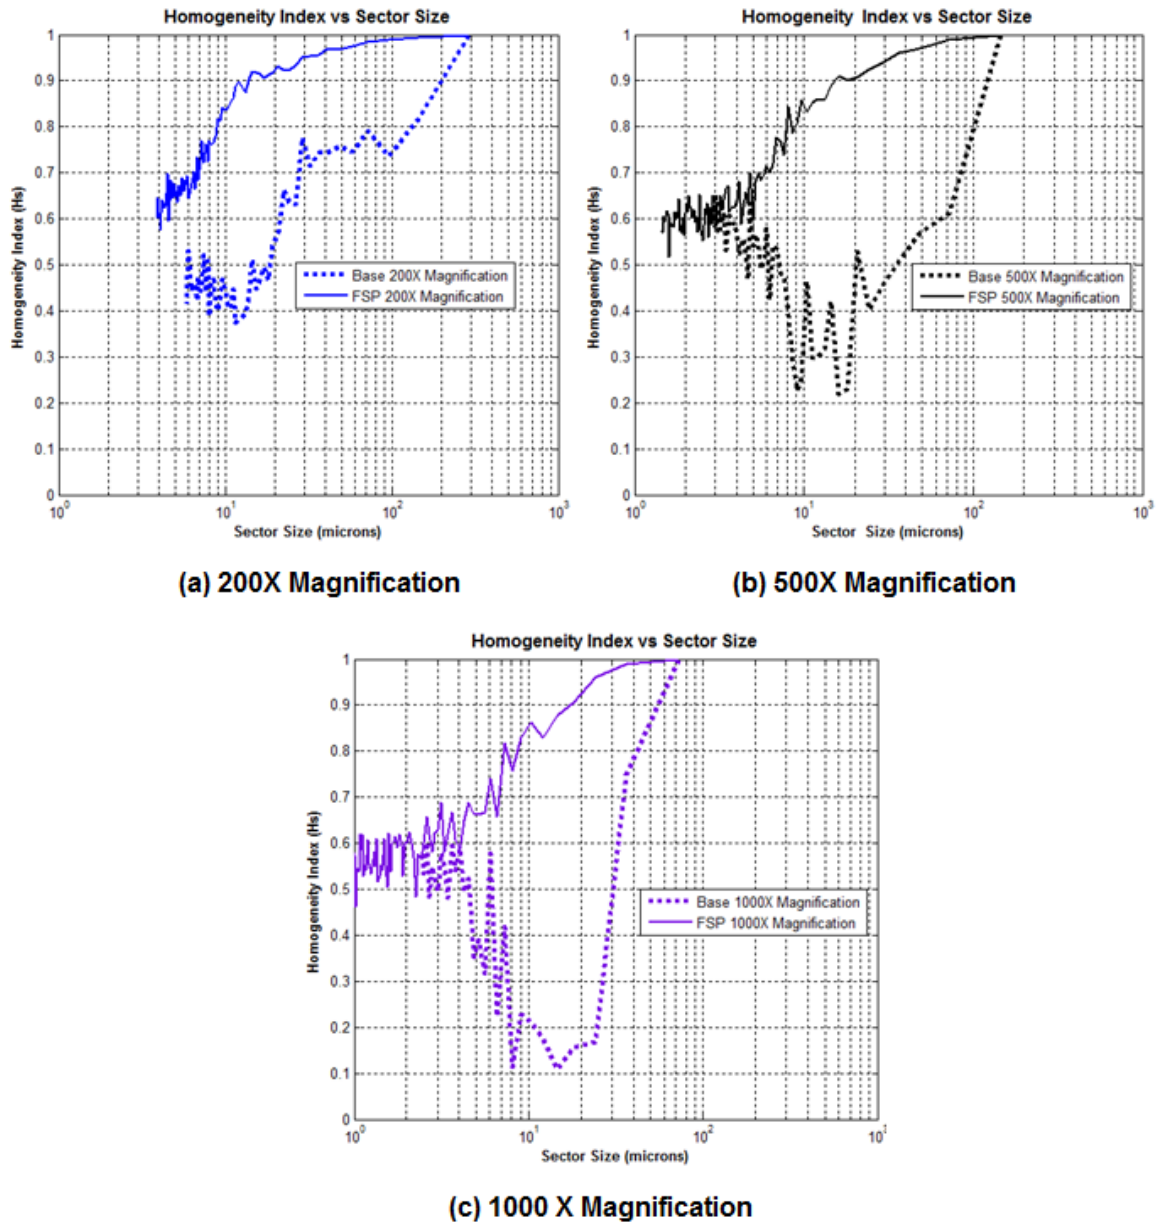 Homogeneity Index vs Sector Size
1
0.9
0.8
0.7
0.6
0.5
0.4
0.3
0.2
0.1
0
Homogeneity Index (Hs)
Base 200X Magnification
FSP 200X Magnification
10^0
10^1
10^2
10^3
Sector Size (microns)
(a) 200X Magnification
Homogeneity Index vs Sector Size
1
0.9
0.8
0.7
0.6
0.5
0.4
0.3
0.2
0.1
0
Homogeneity Index (Hs)
Base 500X Magnification
FSP 500X Magnification
10^0
10^1
10^2
10^3
Sector Size (microns)
(b) 500X Magnification
Homogeneity Index vs Sector Size
1
0.9
0.8
0.7
0.6
0.5
0.4
0.3
0.2
0.1
0
Homogeneity Index (Hs)
Base 1000X Magnification
FSP 1000X Magnification
10^0
10^1
10^2
Sector Size (microns)
(c) 1000 X Magnification